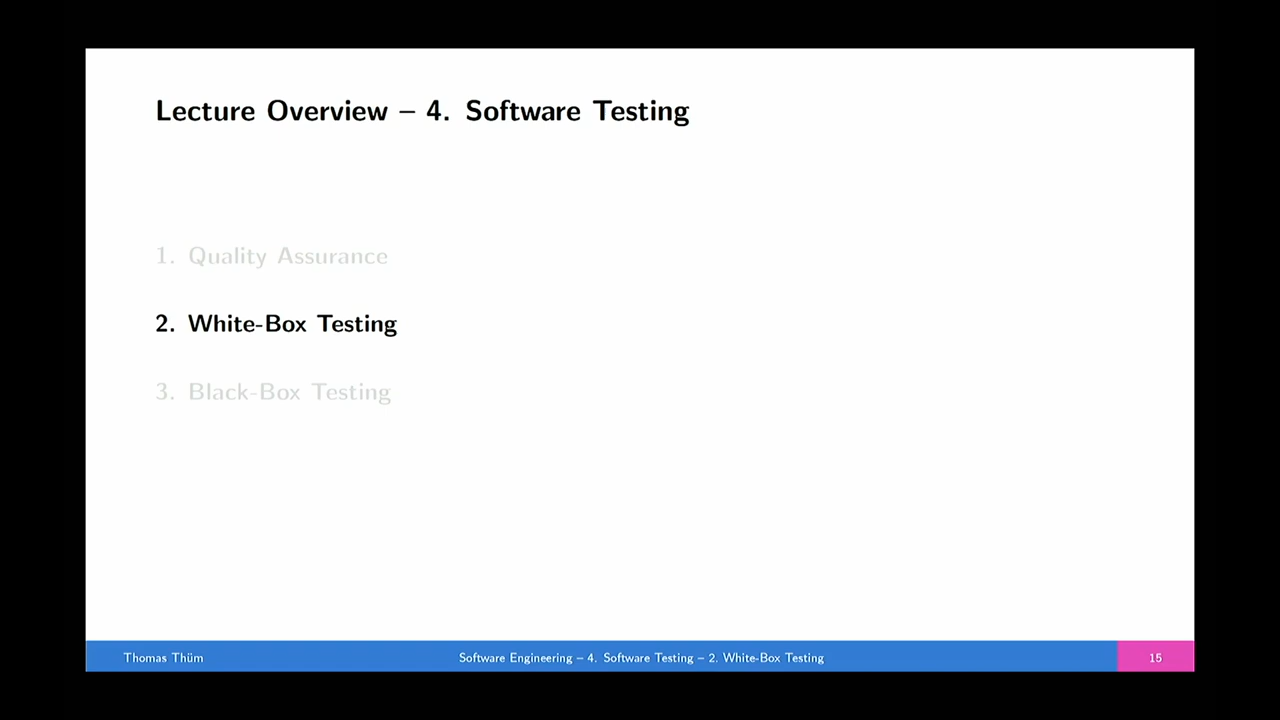 Lecture Overview – 4. Software Testing
1. Quality Assurance
2. White-Box Testing
3. Black-Box Testing
Thomas Thüm
Software Engineering – 4. Software Testing – 2. White-Box Testing
15